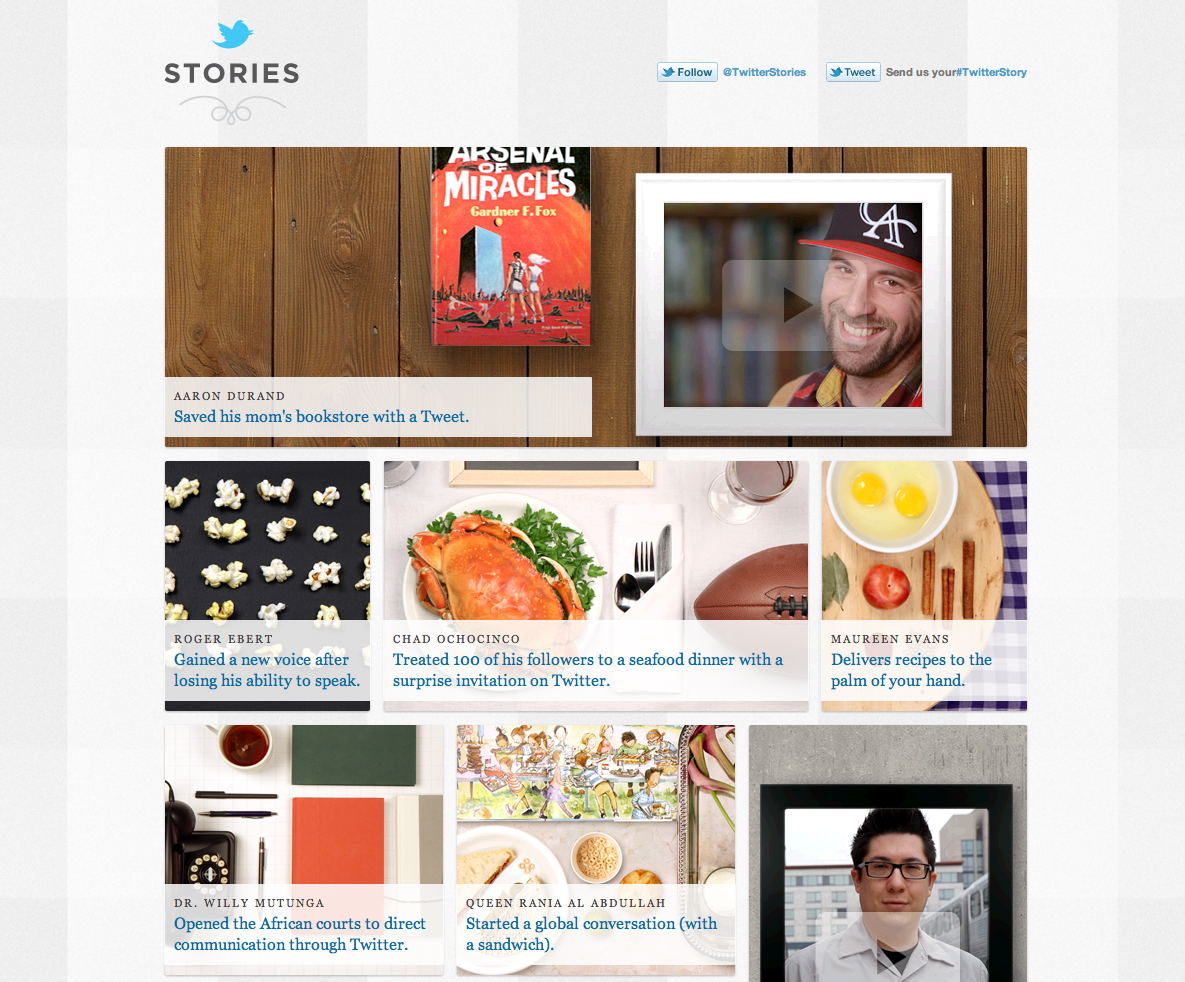 STORIES
Follow @TwitterStories Tweet Send us your#TwitterStory
ARSENAL
OF
MIRACLES
Gardner F. Fox
CA
AARON DURAND
Saved his mom's bookstore with a Tweet.
ROGER EBERT
Gained a new voice after
losing his ability to speak.
CHAD OCHOCINCO
Treated 100 of his followers to a seafood dinner with a
surprise invitation on Twitter.
MAUREEN EVANS
Delivers recipes to the
palm of your hand.
DR. WILLY MUTUNGA
Opened the African courts to direct
communication through Twitter.
QUEEN RANIA AL ABDULLAH
Started a global conversation (with
a sandwich).